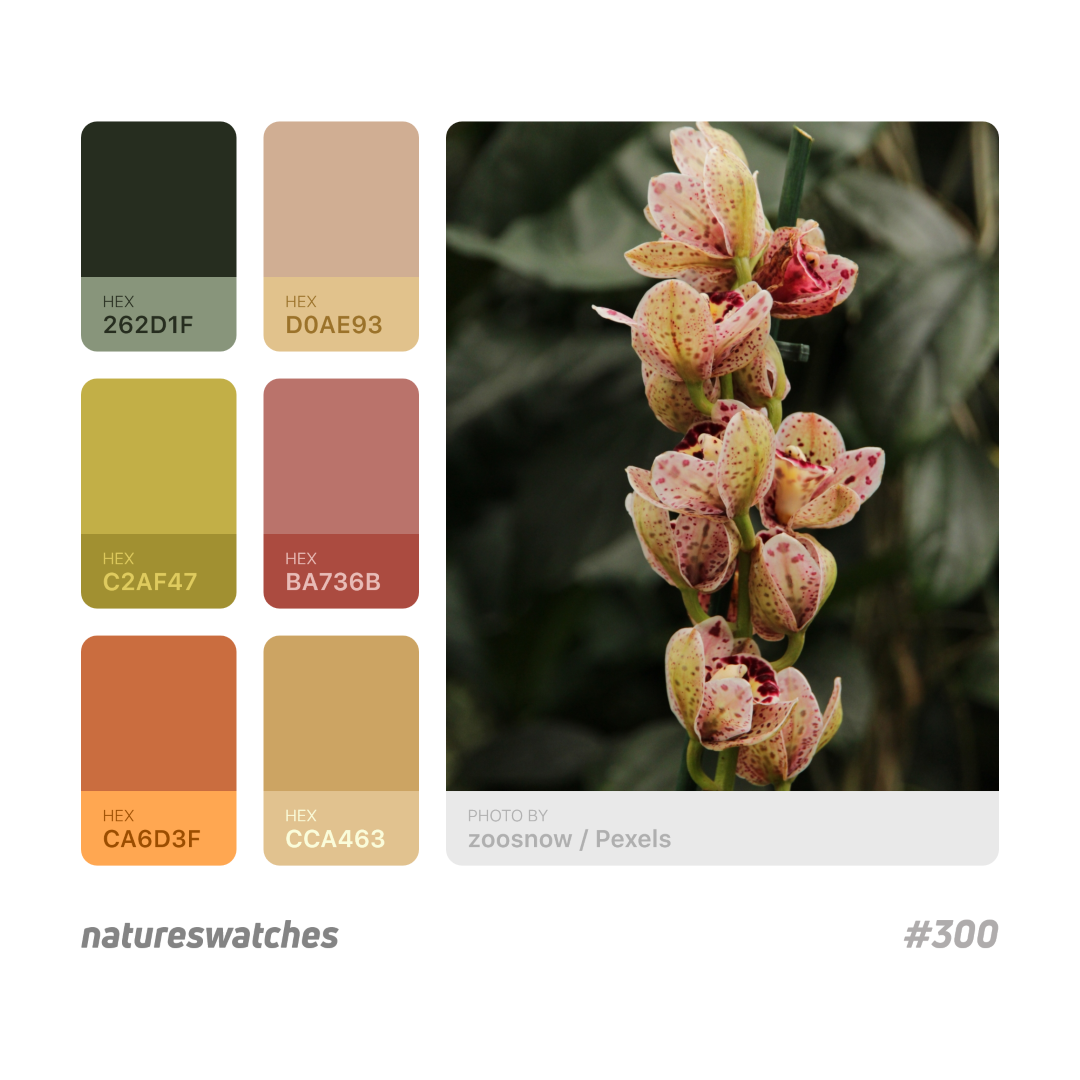 HEX
262D1F
HEX
D0AE93
HEX
C2AF47
HEX
BA736B
HEX
CA6D3F
HEX
CCA463
PHOTO BY
zoosnow / Pexels
natureswatches
#300